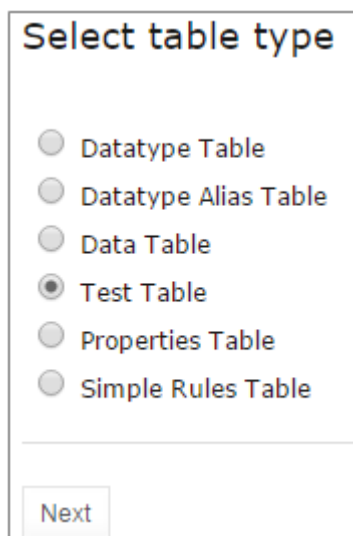 Select table type
Datatype Table
Datatype Alias Table
Data Table
Test Table
Properties Table
Simple Rules Table
Next